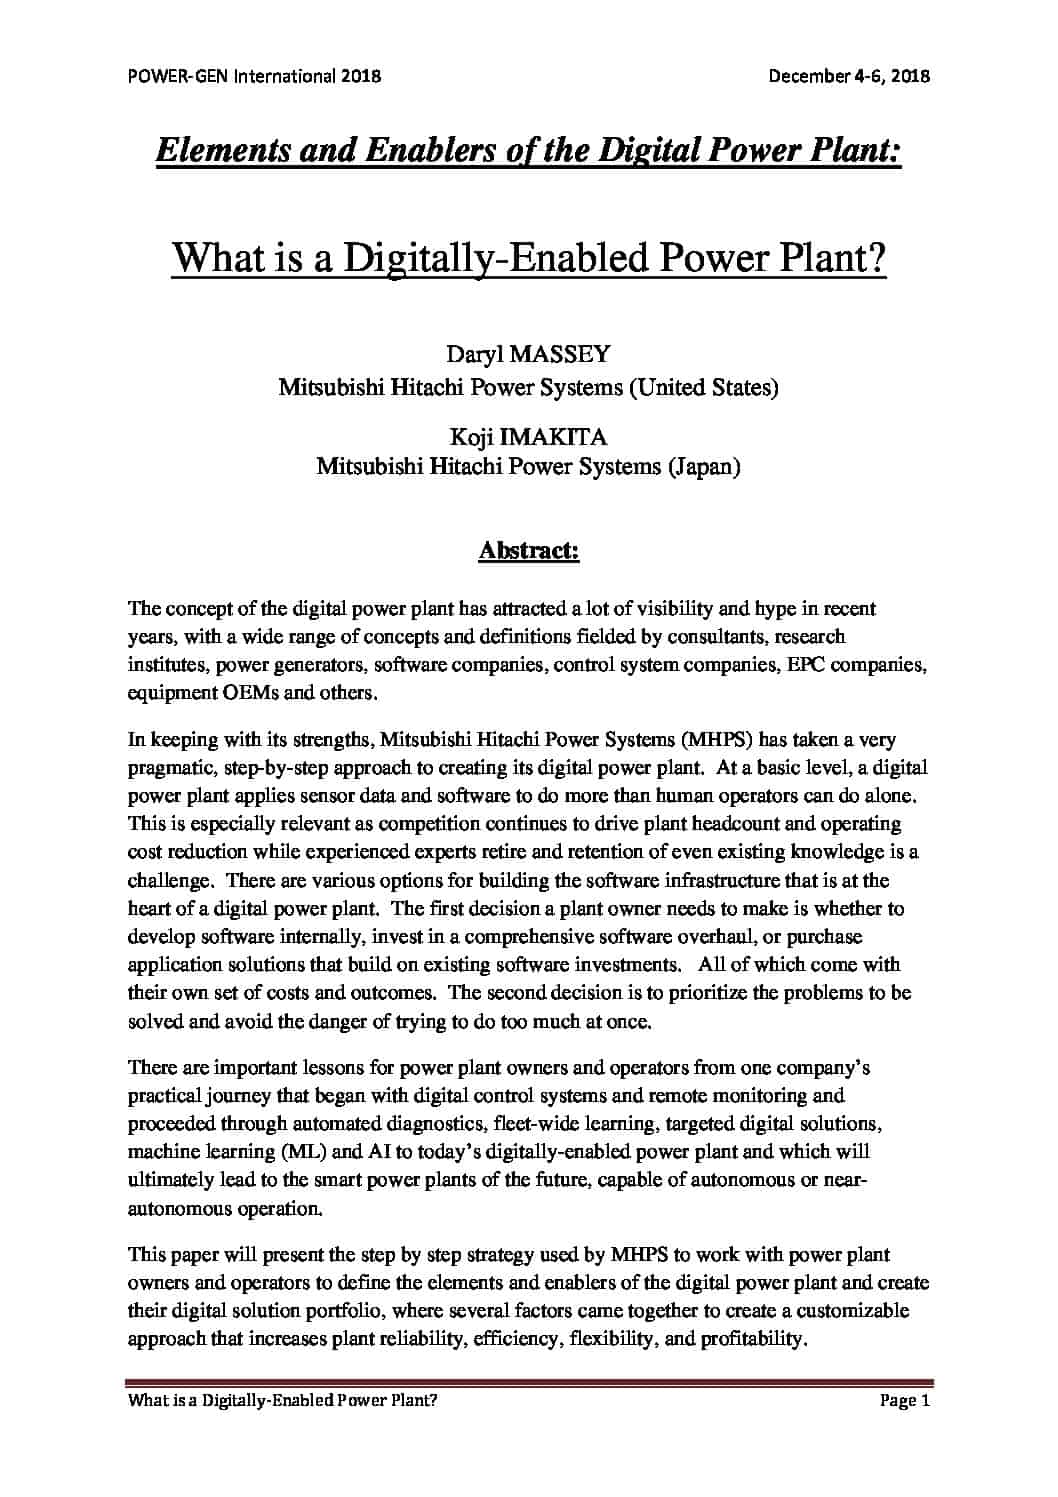 POWER-GEN International 2018 December 4-6, 2018
Elements and Enablers of the Digital Power Plant:
What is a Digitally-Enabled Power Plant?
Daryl MASSEY
Mitsubishi Hitachi Power Systems (United States)
Koji IMAKITA
Mitsubishi Hitachi Power Systems (Japan)
Abstract:
The concept of the digital power plant has attracted a lot of visibility and hype in recent
years, with a wide range of concepts and definitions fielded by consultants, research
institutes, power generators, software companies, control system companies, EPC companies,
equipment OEMs and others.
In keeping with its strengths, Mitsubishi Hitachi Power Systems (MHPS) has taken a very
pragmatic, step-by-step approach to creating its digital power plant.  At a basic level, a digital
power plant applies sensor data and software to do more than human operators can do alone.
This is especially relevant as competition continues to drive plant headcount and operating
cost reduction while experienced experts retire and retention of even existing knowledge is a
challenge.  There are various options for building the software infrastructure that is at the
heart of a digital power plant.  The first decision a plant owner needs to make is whether to
develop software internally, invest in a comprehensive software overhaul, or purchase
application solutions that build on existing software investments.   All of which come with
their own set of costs and outcomes.  The second decision is to prioritize the problems to be
solved and avoid the danger of trying to do too much at once.
There are important lessons for power plant owners and operators from one company’s
practical journey that began with digital control systems and remote monitoring and
proceeded through automated diagnostics, fleet-wide learning, targeted digital solutions,
machine learning (ML) and AI to today’s digitally-enabled power plant and which will
ultimately lead to the smart power plants of the future, capable of autonomous or near-
autonomous operation.
This paper will present the step by step strategy used by MHPS to work with power plant
owners and operators to define the elements and enablers of the digital power plant and create
their digital solution portfolio, where several factors came together to create a customizable
approach that increases plant reliability, efficiency, flexibility, and profitability.
What is a Digitally-Enabled Power Plant? Page 1